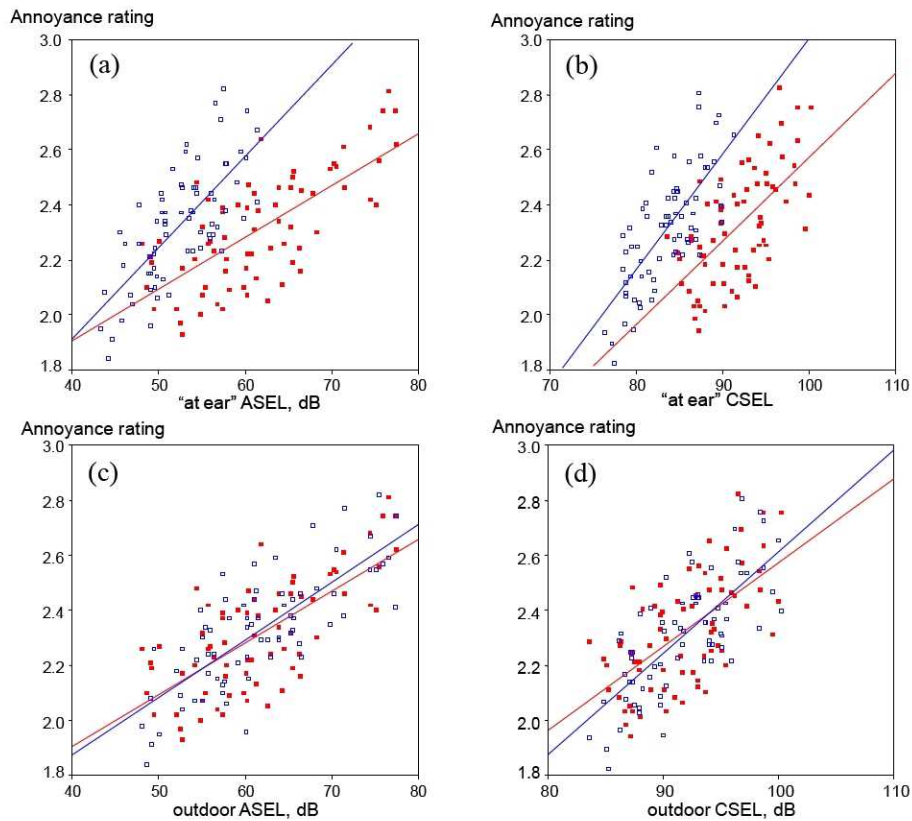 Annoyance rating
3.0
(a)
2.8
2.6
2.4
2.2
2.0
1.8
40 50 60 70 80
“at ear” ASEL, dB
Annoyance rating
3.0
(b)
2.8
2.6
2.4
2.2
2.0
1.8
70 80 90 100 110
“at ear” CSEL
Annoyance rating
3.0
(c)
2.8
2.6
2.4
2.2
2.0
1.8
40 50 60 70 80
outdoor ASEL, dB
Annoyance rating
3.0
(d)
2.8
2.6
2.4
2.2
2.0
1.8
80 90 100 110
outdoor CSEL, dB